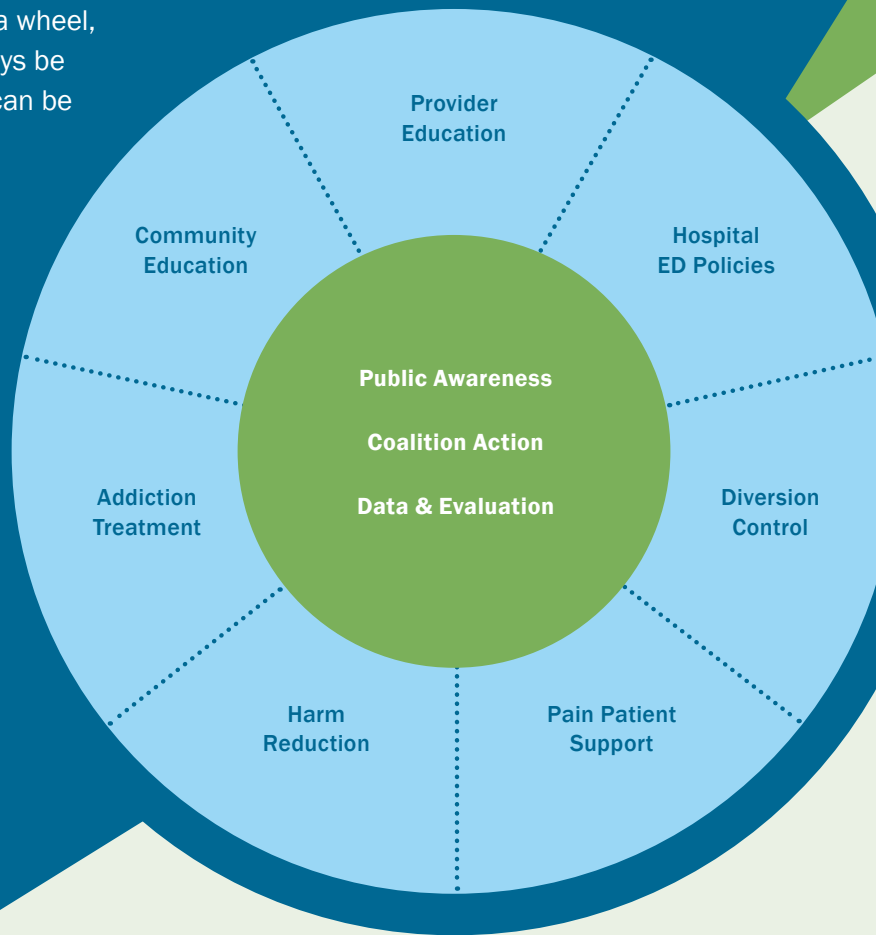 a wheel,
ys be
can be
Provider
Education
Community
Education
Hospital
ED Policies
Public Awareness
Coalition Action
Data & Evaluation
Addiction
Treatment
Diversion
Control
Harm
Reduction
Pain Patient
Support